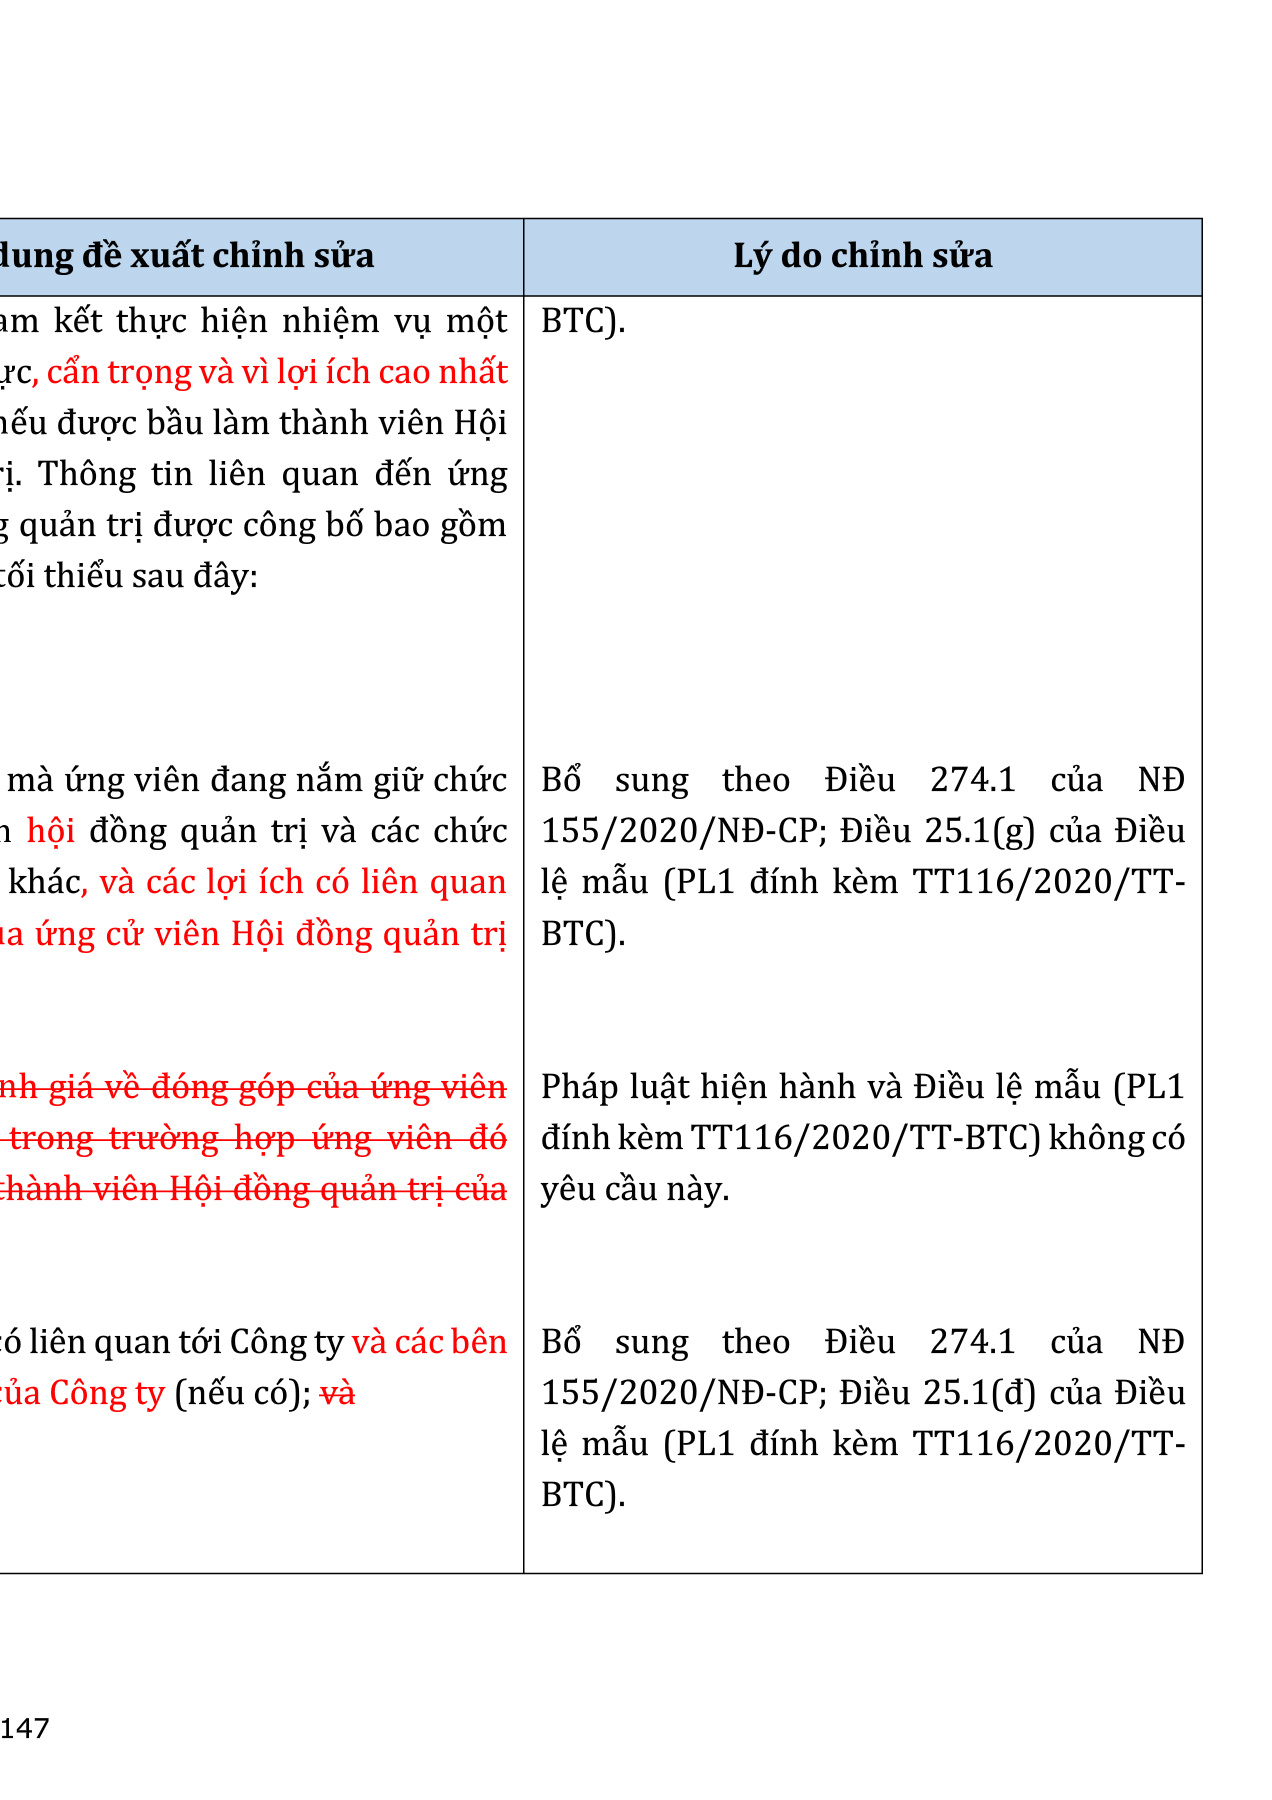 dung đề xuất chỉnh sửa
Lý do chỉnh sửa
am kết thực hiện nhiệm vụ một
ực, cẩn trọng và vì lợi ích cao nhất
nếu được bầu làm thành viên Hội
rị. Thông tin liên quan đến ứng
g quản trị được công bố bao gồm
tối thiểu sau đây:
BTC).
mà ứng viên đang nắm giữ chức
n hội đồng quản trị và các chức
khác, và các lợi ích có liên quan
ủa ứng cử viên Hội đồng quản trị
Bổ sung theo Điều 274.1 của NĐ
155/2020/NĐ-CP; Điều 25.1(g) của Điều
lệ mẫu (PL1 đính kèm TT116/2020/TT-
BTC).
nh giá về đóng góp của ứng viên
trong trường hợp ứng viên đó
thành viên Hội đồng quản trị của
Pháp luật hiện hành và Điều lệ mẫu (PL1
đính kèm TT116/2020/TT-BTC) không có
yêu cầu này.
có liên quan tới Công ty và các bên
của Công ty (nếu có); và
Bổ sung theo Điều 274.1 của NĐ
155/2020/NĐ-CP; Điều 25.1(đ) của Điều
lệ mẫu (PL1 đính kèm TT116/2020/TT-
BTC).
147